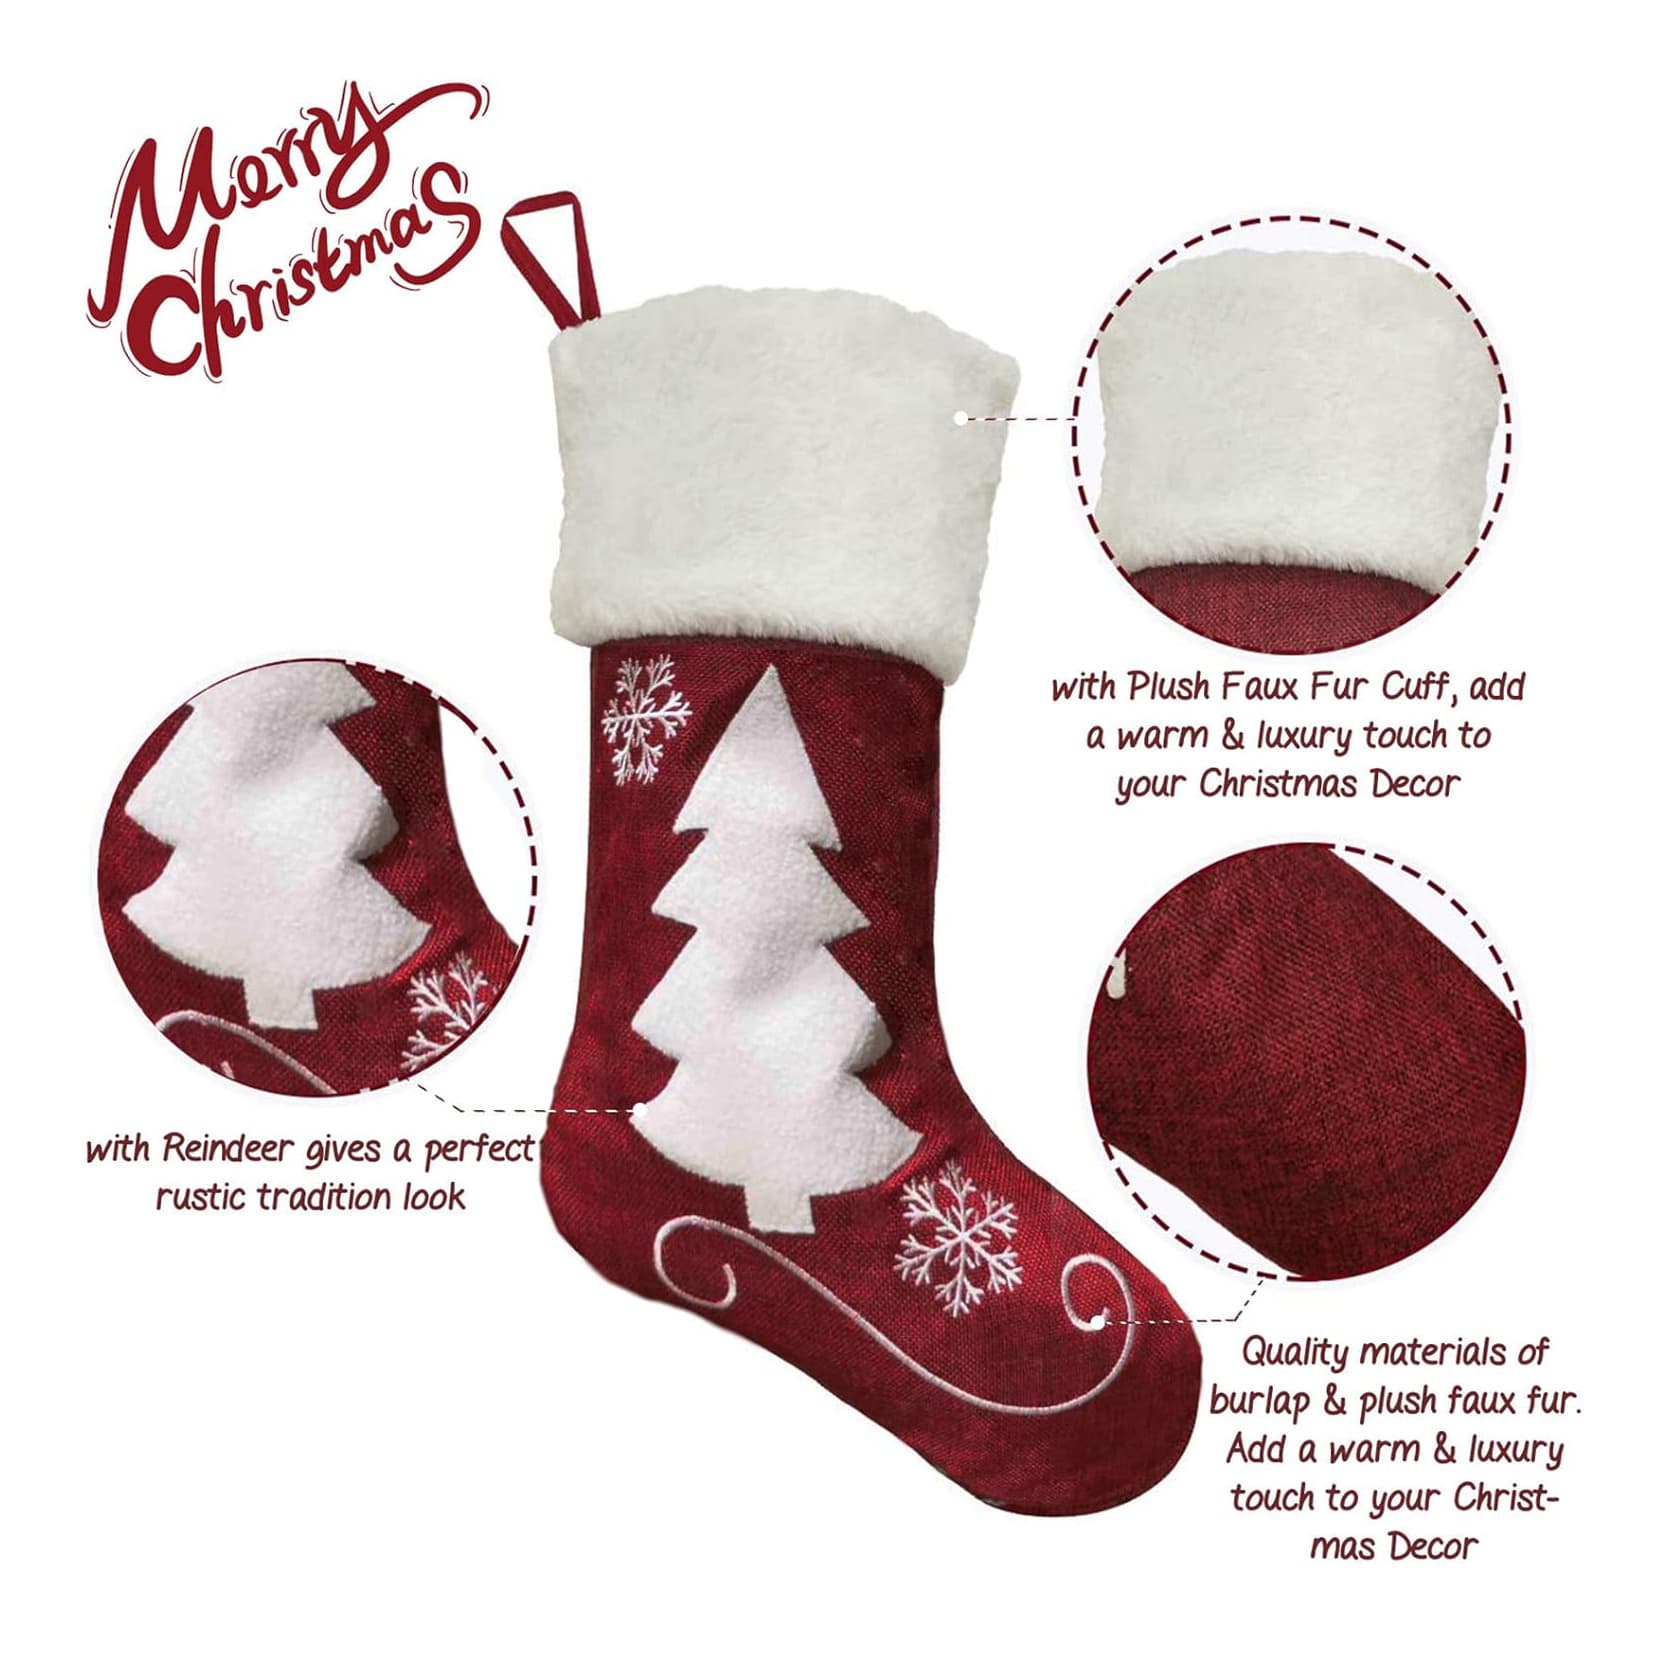 Merry
Christmas
with Plush Faux Fur Cuff, add
a warm & luxury touch to
your Christmas Decor
with Reindeer gives a perfect
rustic tradition look
Quality materials of
burlap & plush faux fur.
Add a warm & luxury
touch to your Christ-
mas Decor